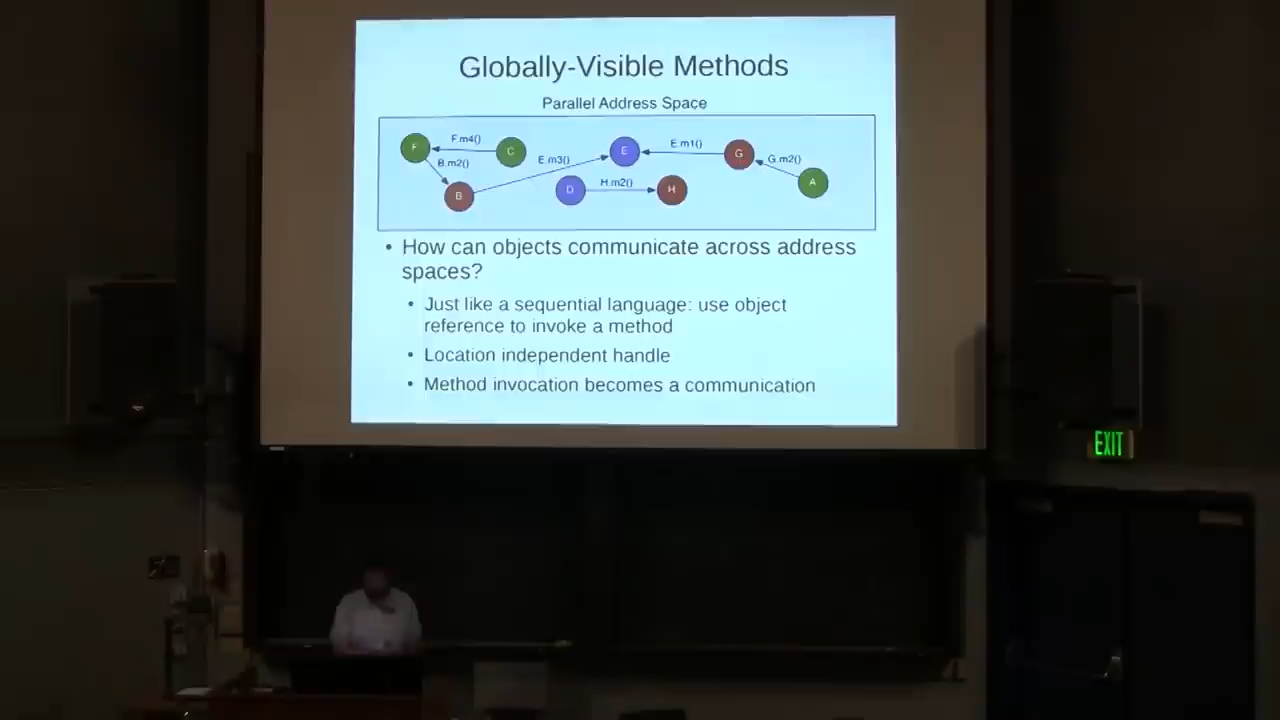 Globally-Visible Methods
Parallel Address Space
F F.m4() C
B.m2() B
E.m3() E E.m1() G G.m2() A
D H.m2() H
• How can objects communicate across address
spaces?
• Just like a sequential language: use object
reference to invoke a method
• Location independent handle
• Method invocation becomes a communication
EXIT